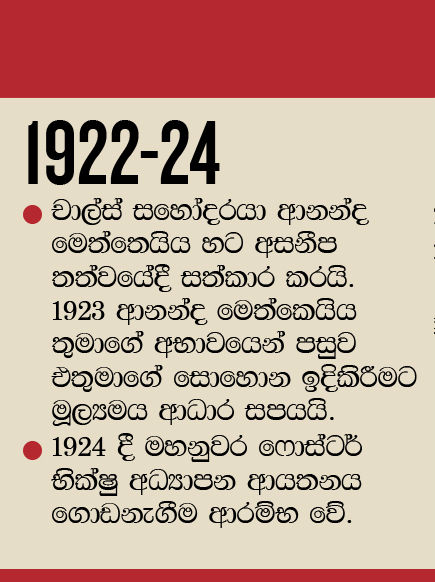 1922-24
චාල්ස් සහෝදරයා ආනන්ද
මෙත්තෙයිය හට අසනීප
තත්වයේදී සත්කාර කරයි.
1923 ආනන්ද මෙත්කෙයිය
තුමාගේ අභාවයෙන් පසුව
එතුමාගේ සොහොන ඉදිකිරීමට
මූල්‍යමය ආධාර සපයයි.
1924 දී මහනුවර ෆොස්ටර්
භික්ෂු අධ්‍යාපන ආයතනය
ගොඩනැගීම ආරම්භ වේ.